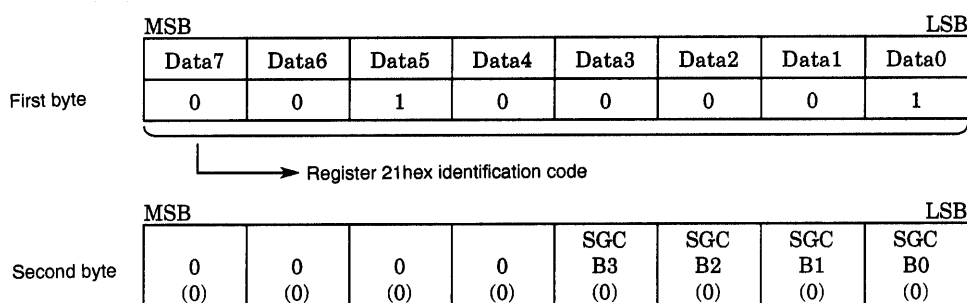 MSB LSB
Data7 Data6 Data5 Data4 Data3 Data2 Data1 Data0
First byte 0 0 1 0 0 0 0 1
Register 21hex identification code
MSB LSB
SGC SGC SGC SGC
Second byte 0 0 0 0 B3 B2 B1 B0
(0) (0) (0) (0) (0) (0) (0) (0)